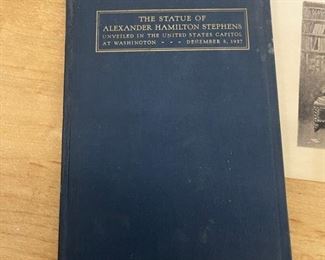 THE STATUE OF
ALEXANDER HAMILTON STEPHENS
UNVEILED IN THE UNITED STATES CAPITOL
AT WASHINGTON - - - DECEMBER 8, 1927